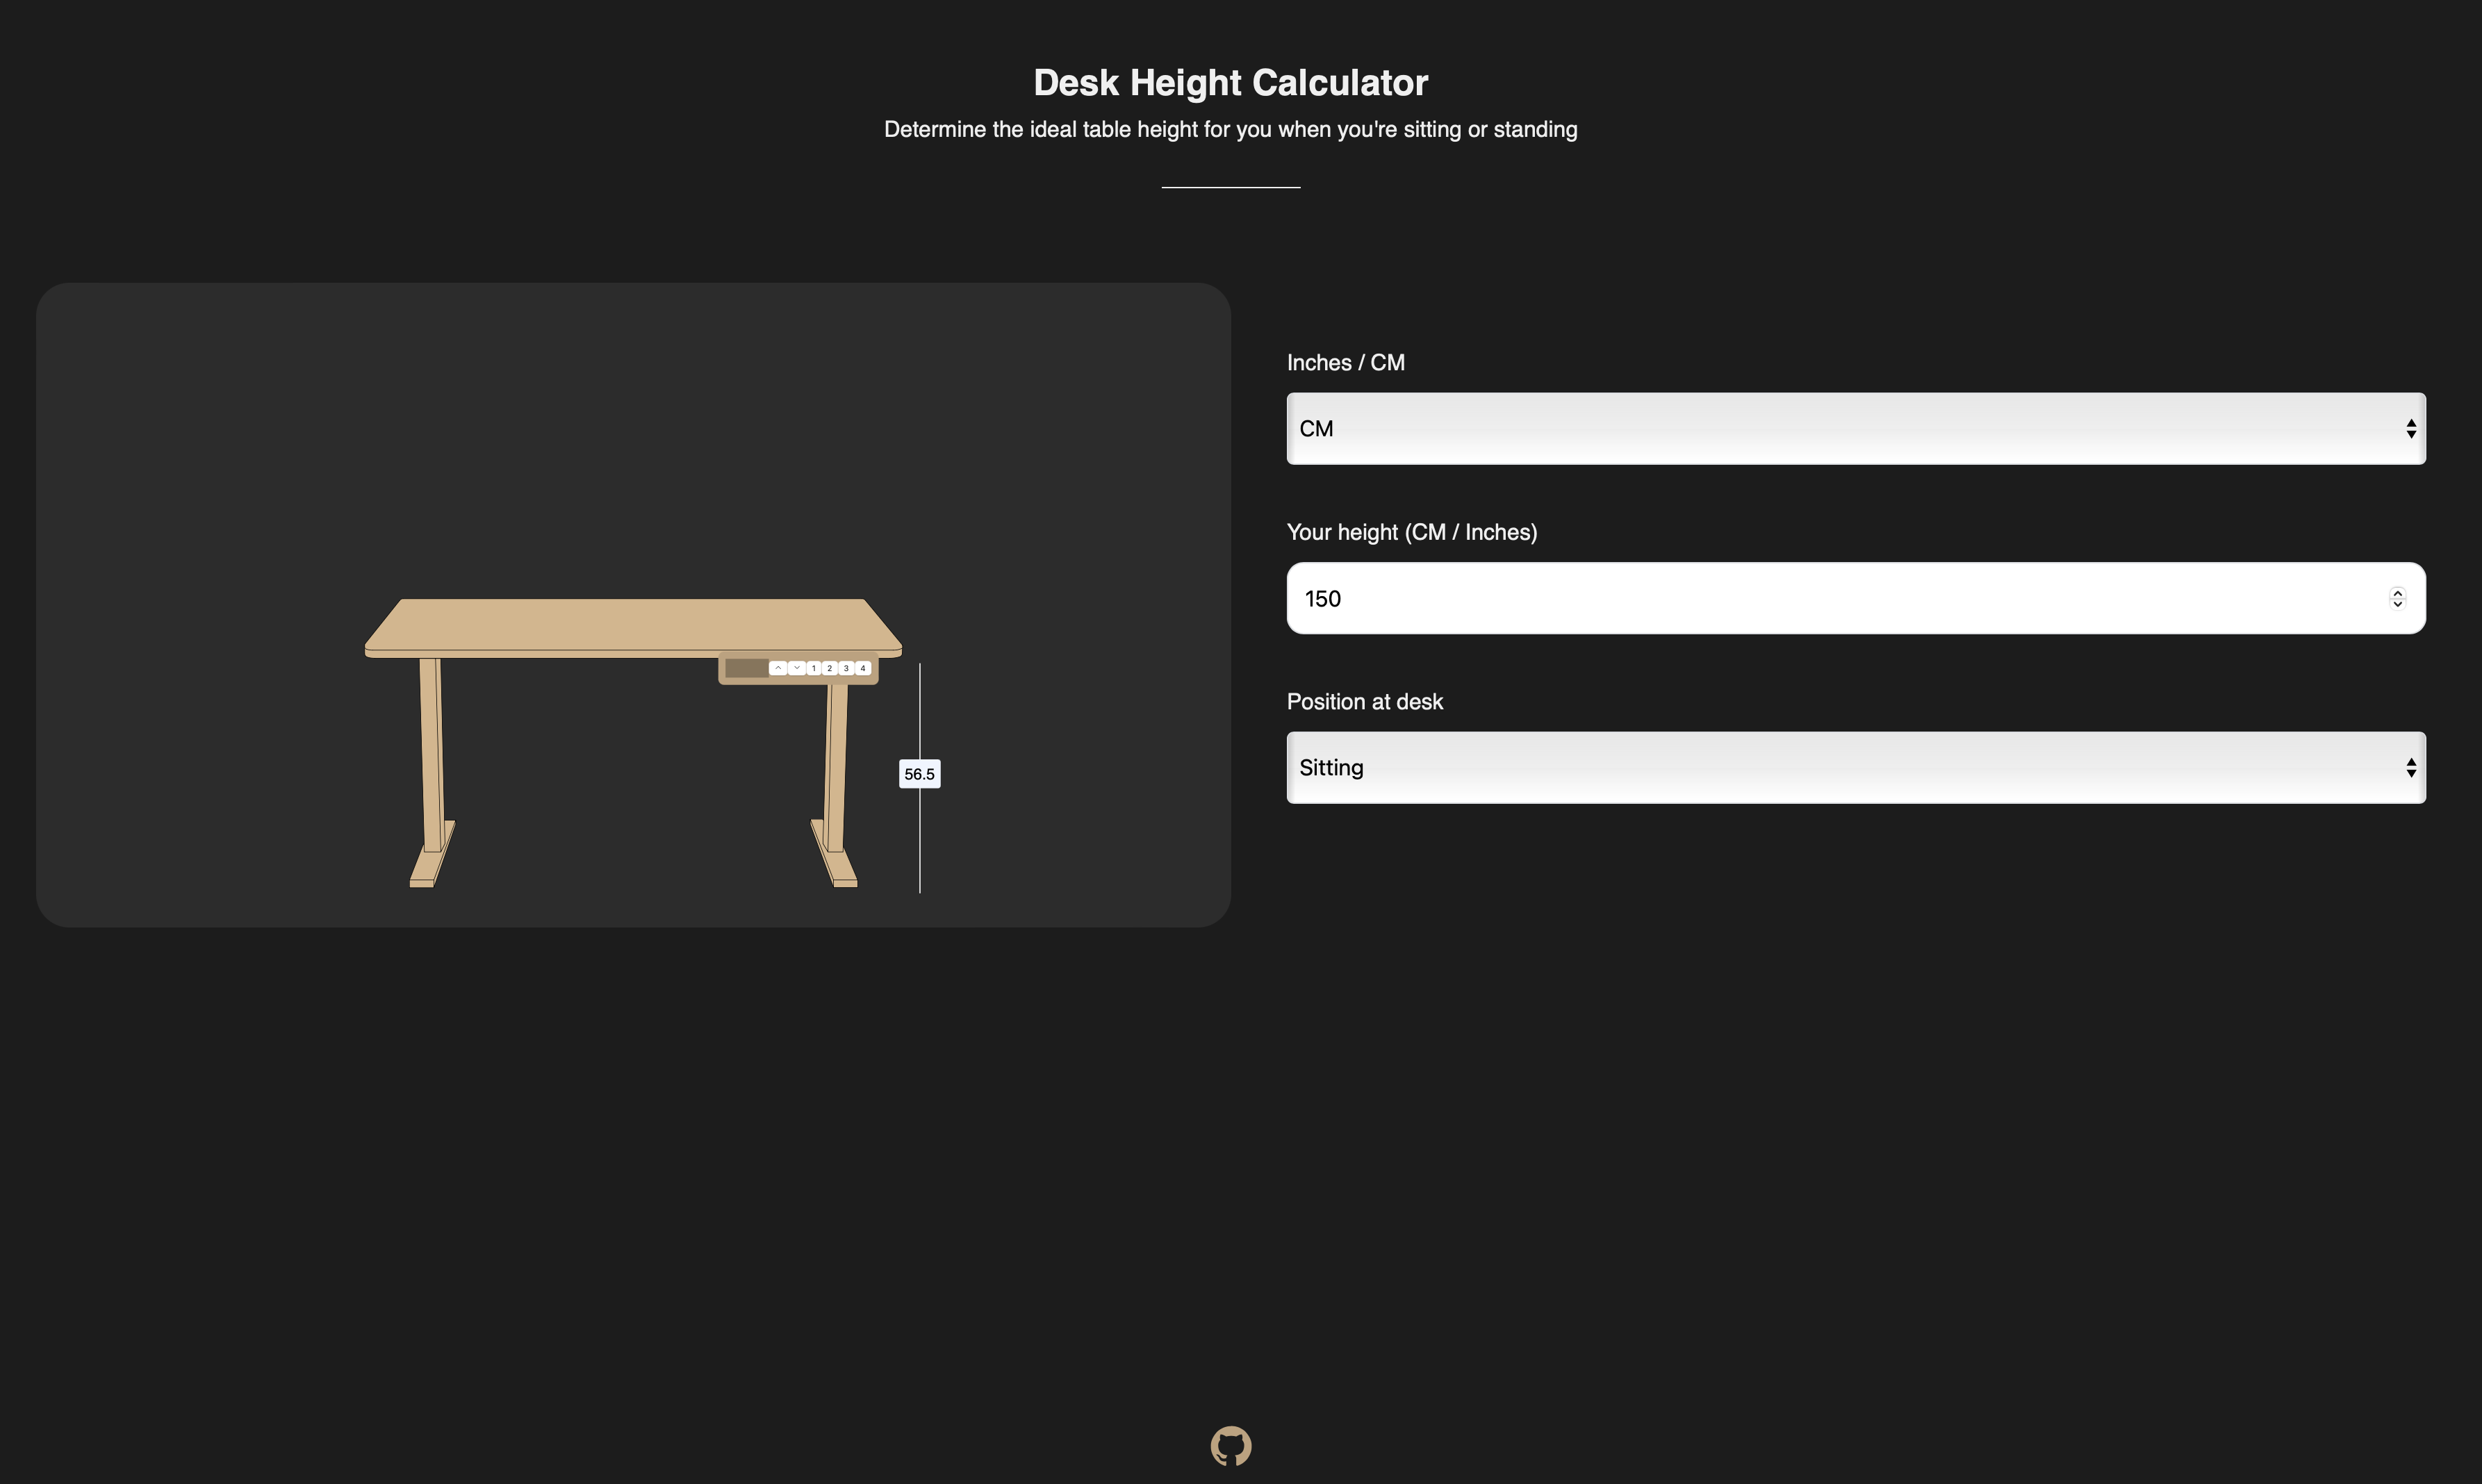 Desk Height Calculator
Determine the ideal table height for you when you're sitting or standing
Inches / CM
CM
Your height (CM / Inches)
150
Position at desk
Sitting
1 2 3 4
56.5